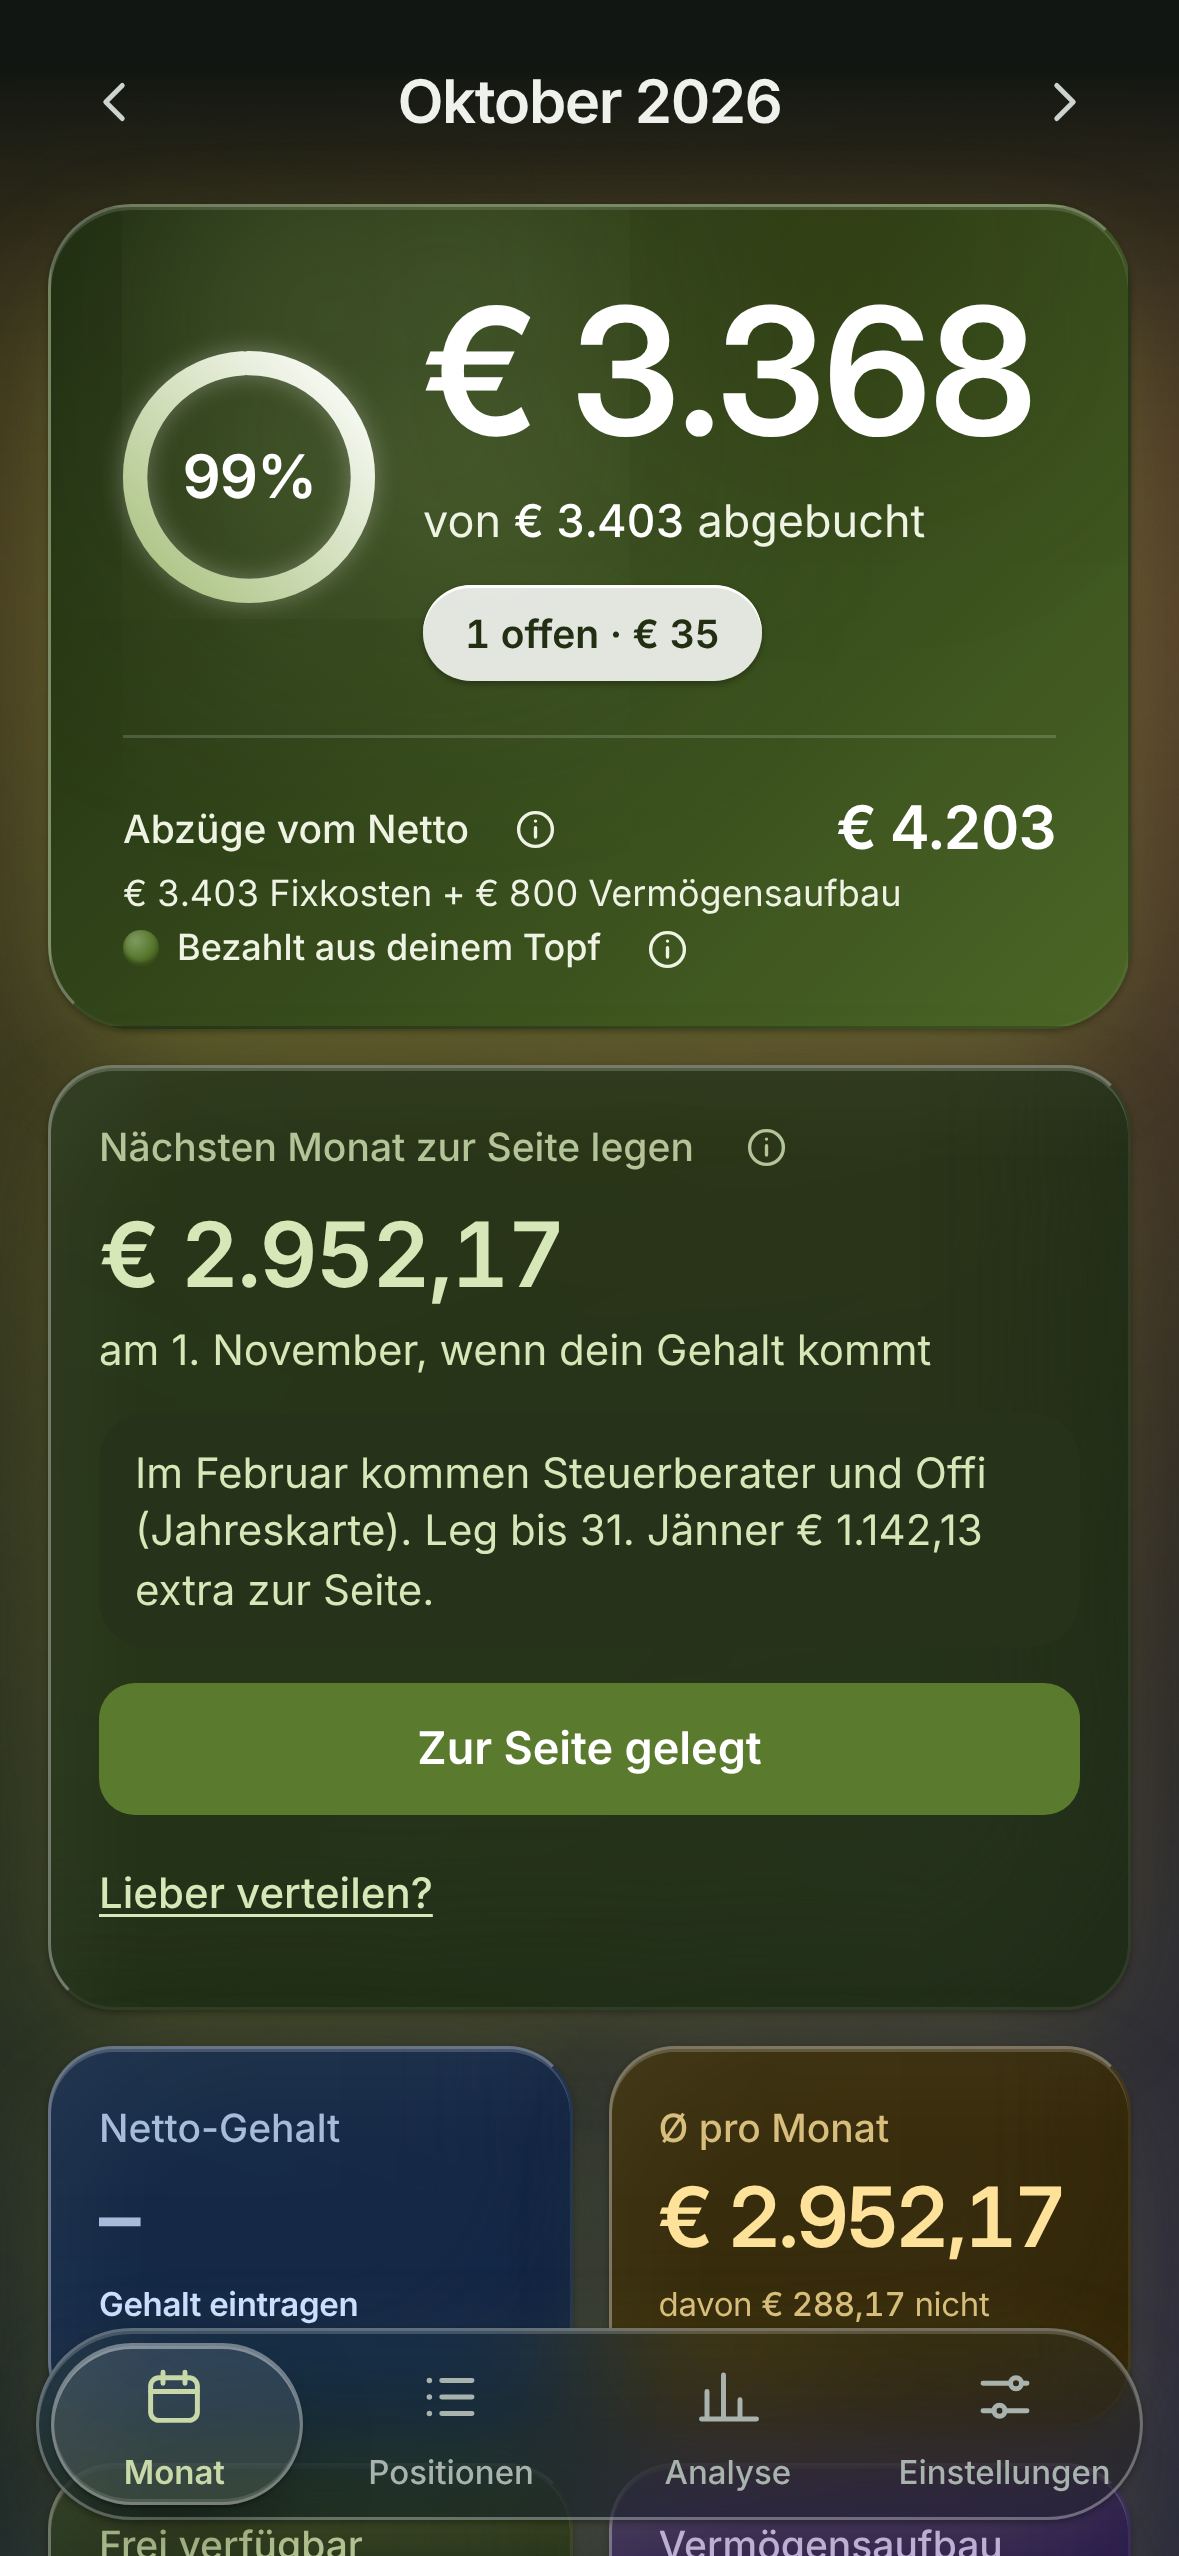 Oktober 2026
€ 3.368
99%
von € 3.403 abgebucht
1 offen · € 35
Abzüge vom Netto
€ 4.203
€ 3.403 Fixkosten + € 800 Vermögensaufbau
Bezahlt aus deinem Topf
Nächsten Monat zur Seite legen
€ 2.952,17
am 1. November, wenn dein Gehalt kommt
Im Februar kommen Steuerberater und Offi
(Jahreskarte). Leg bis 31. Jänner € 1.142,13
extra zur Seite.
Zur Seite gelegt
Lieber verteilen?
Netto-Gehalt
–
Gehalt eintragen
Ø pro Monat
€ 2.952,17
davon € 288,17 nicht
Monat
Positionen
Analyse
Einstellungen
Frei verfügbar
Vermögensaufbau